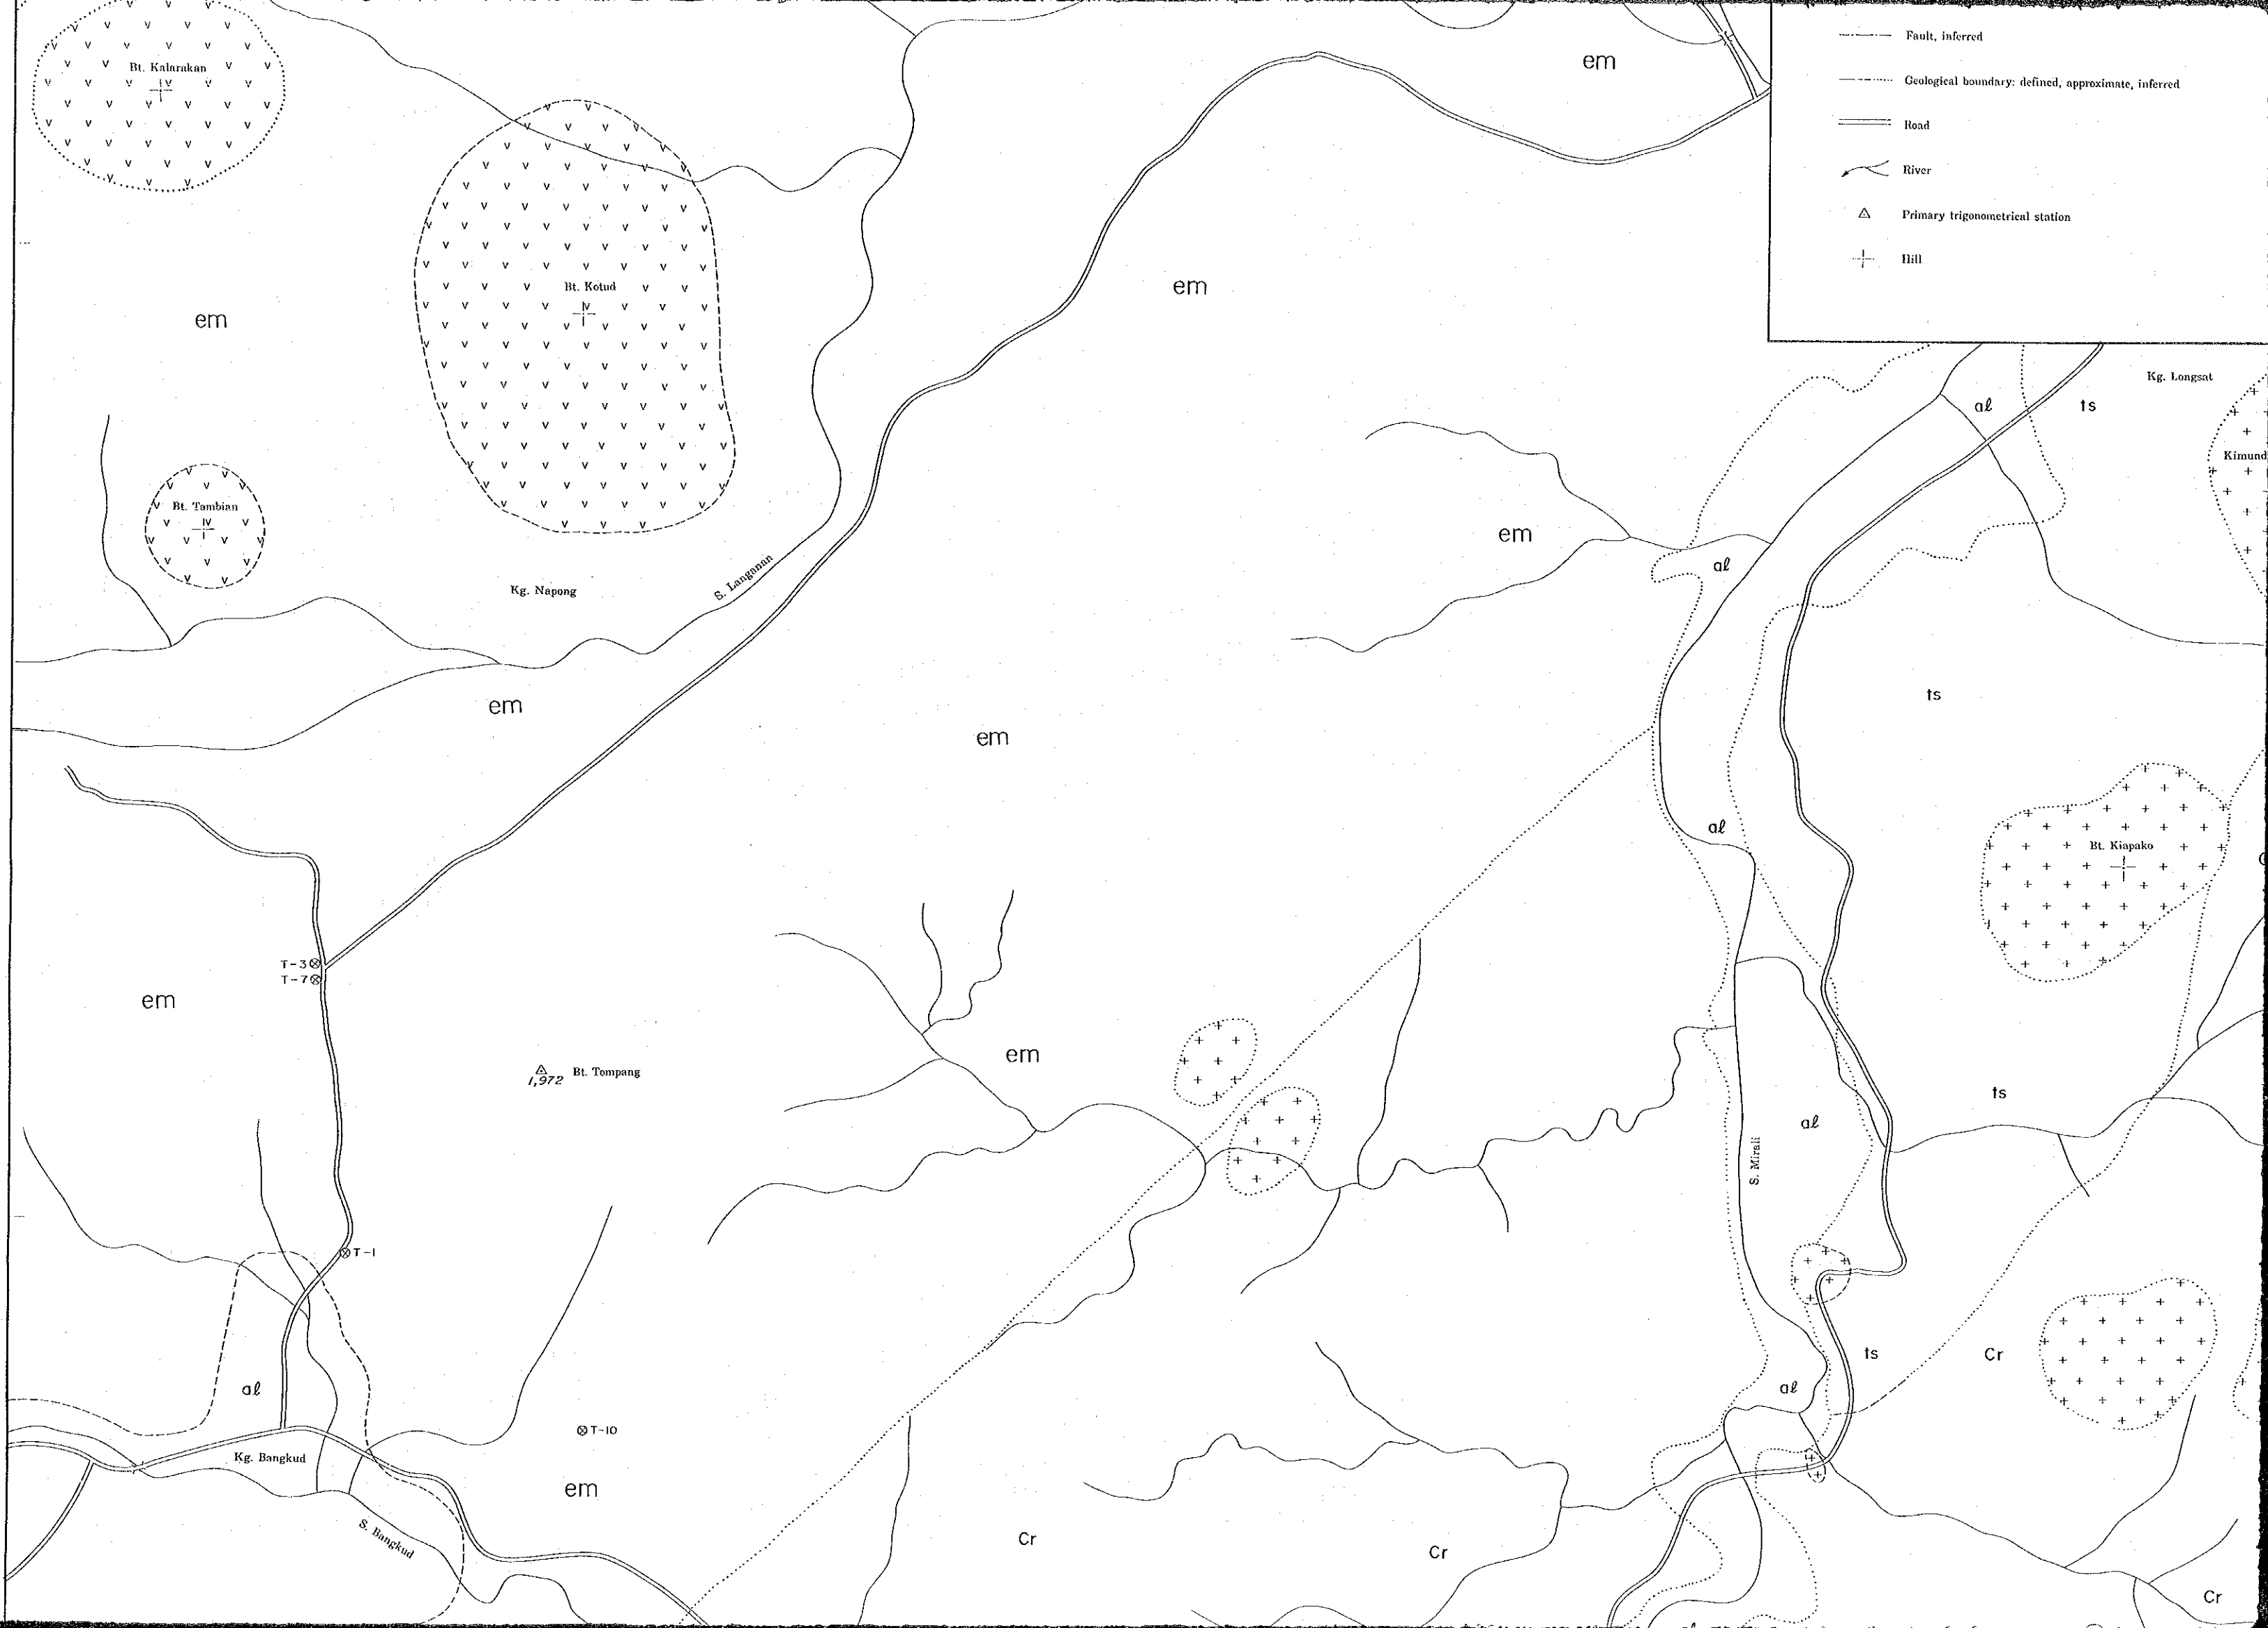 Fault, inferred
Geological boundary: defined, approximate, inferred
Road
River
Primary trigonometrical station
Hill
em
Bt. Kalarakan
Bt. Kotud
em
em
Kg. Longsat
al
ts
Kimund
Bt. Tambian
em
al
Kg. Napong
S. Langanan
em
ts
em
al
Bt. Kiapako
T-3
T-7
em
em
1,972
Bt. Tompang
ts
al
S. Mirali
T-1
ts
Cr
al
al
T-10
Kg. Bangkud
em
S. Bangkud
Cr
Cr
Cr